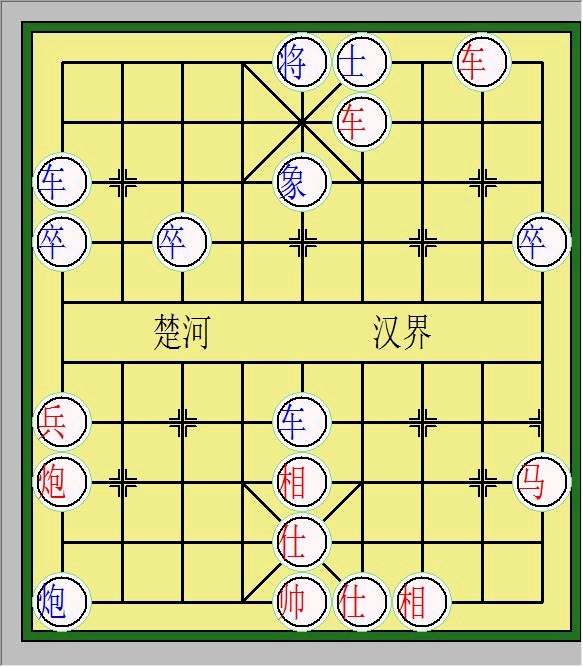 将 士 车
车
车 象
卒 卒 卒
楚河 汉界
兵 车
炮 相 马
仕
炮 帅 仕 相